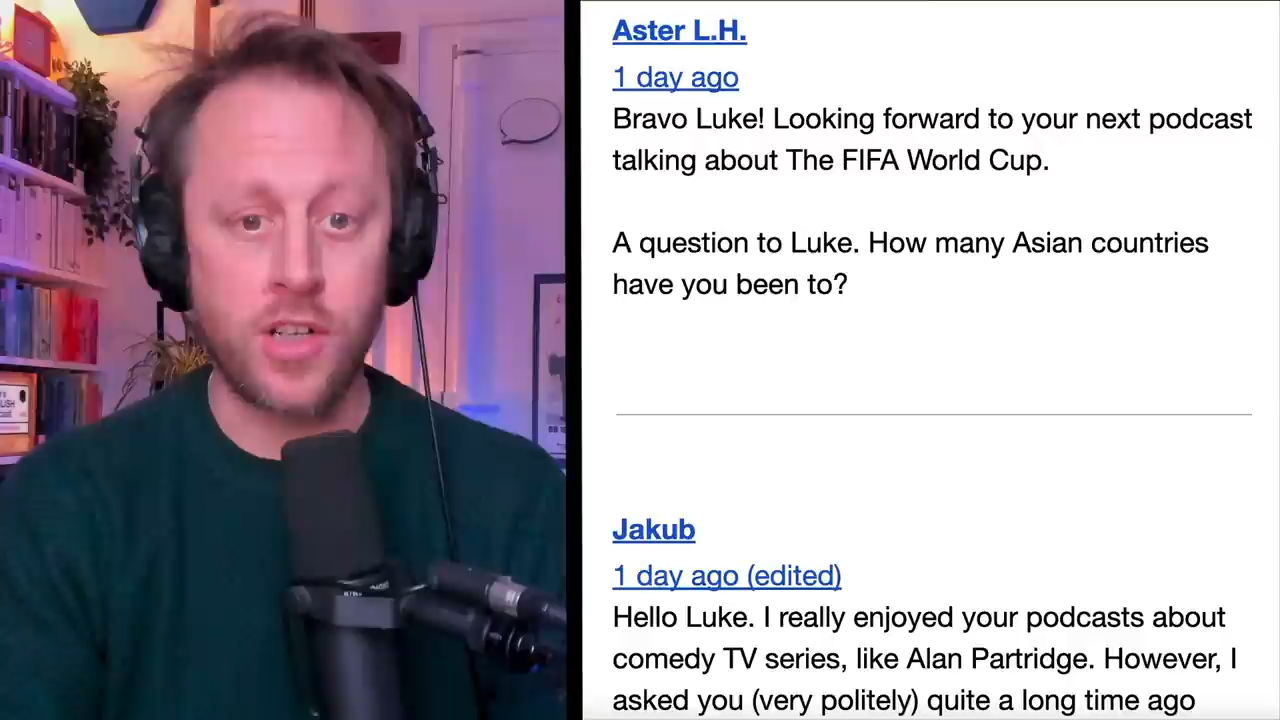 Aster L.H.
1 day ago
Bravo Luke! Looking forward to your next podcast
talking about The FIFA World Cup.
A question to Luke. How many Asian countries
have you been to?
Jakub
1 day ago (edited)
Hello Luke. I really enjoyed your podcasts about
comedy TV series, like Alan Partridge. However, I
asked you (very politely) quite a long time ago